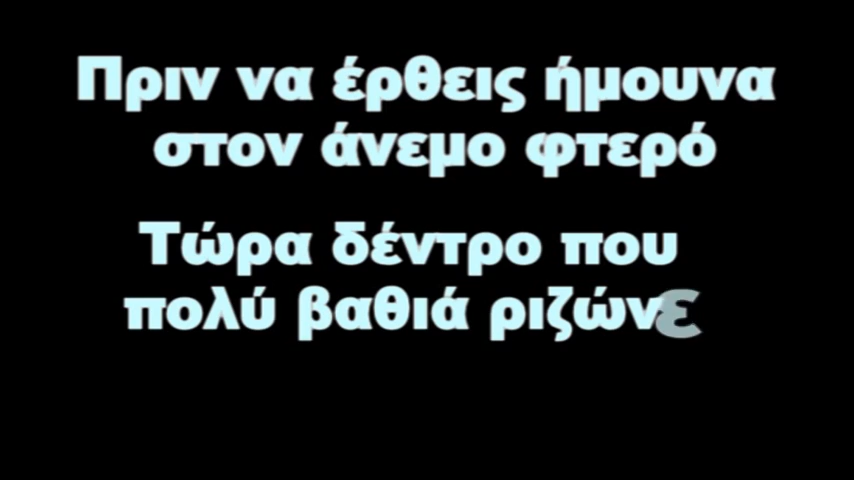 Πριν να έρθεις ήμουνα
στον άνεμο φτερό
Τώρα δέντρο που
πολύ βαθιά ριζώνε